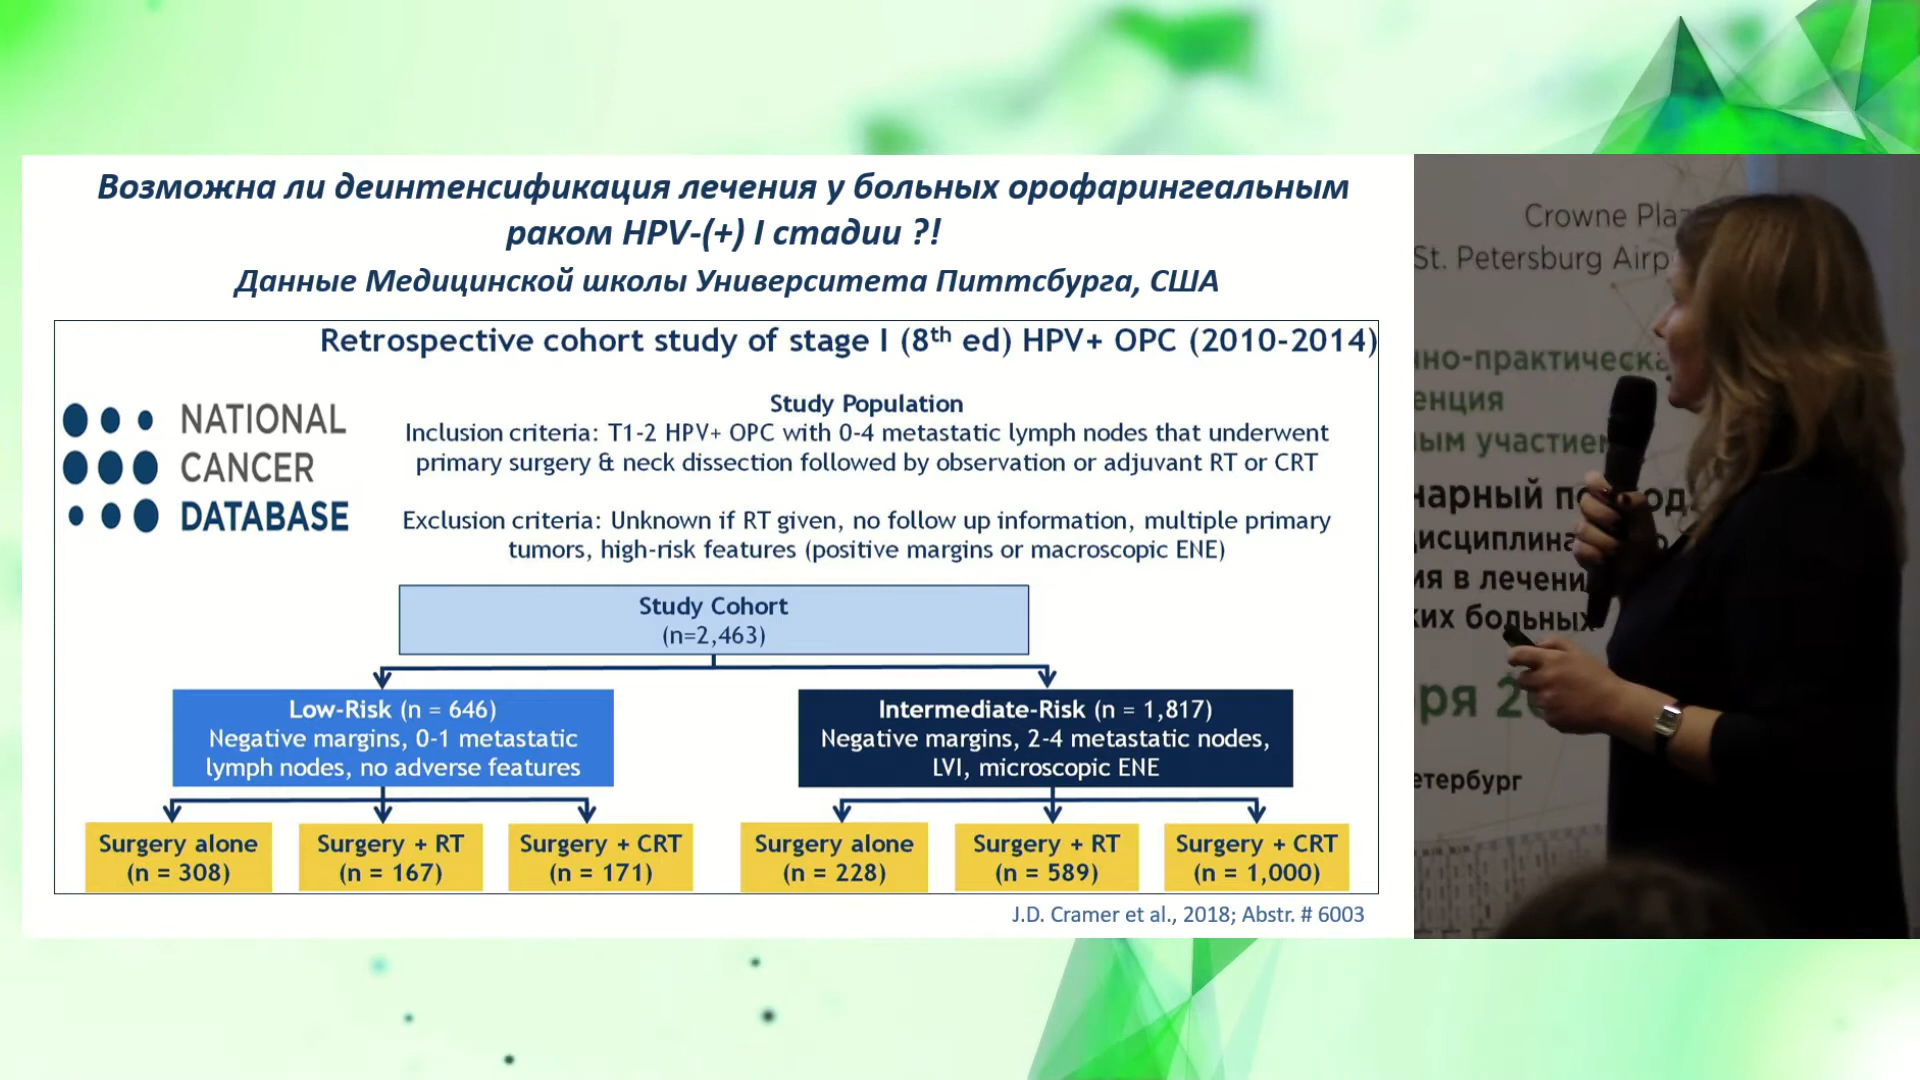 Возможна ли деинтенсификация лечения у больных орофарингеальным
раком HPV-(+) I стадии ?!
Данные Медицинской школы Университета Питтсбурга, США
Retrospective cohort study of stage I (8th ed) HPV+ OPC (2010-2014)
NATIONAL
CANCER
DATABASE
Study Population
Inclusion criteria: T1-2 HPV+ OPC with 0-4 metastatic lymph nodes that underwent
primary surgery & neck dissection followed by observation or adjuvant RT or CRT
Exclusion criteria: Unknown if RT given, no follow up information, multiple primary
tumors, high-risk features (positive margins or macroscopic ENE)
Study Cohort
(n=2,463)
Low-Risk (n = 646)
Negative margins, 0-1 metastatic
lymph nodes, no adverse features
Intermediate-Risk (n = 1,817)
Negative margins, 2-4 metastatic nodes,
LVI, microscopic ENE
Surgery alone
(n = 308)
Surgery + RT
(n = 167)
Surgery + CRT
(n = 171)
Surgery alone
(n = 228)
Surgery + RT
(n = 589)
Surgery + CRT
(n = 1,000)
J.D. Cramer et al., 2018; Abstr. # 6003
Crowne Pla
St. Petersburg Airp
но-практическа
енция
ым участием
нарный п од
исциплина
ия в лечени
ких больных
ря 2
етербург